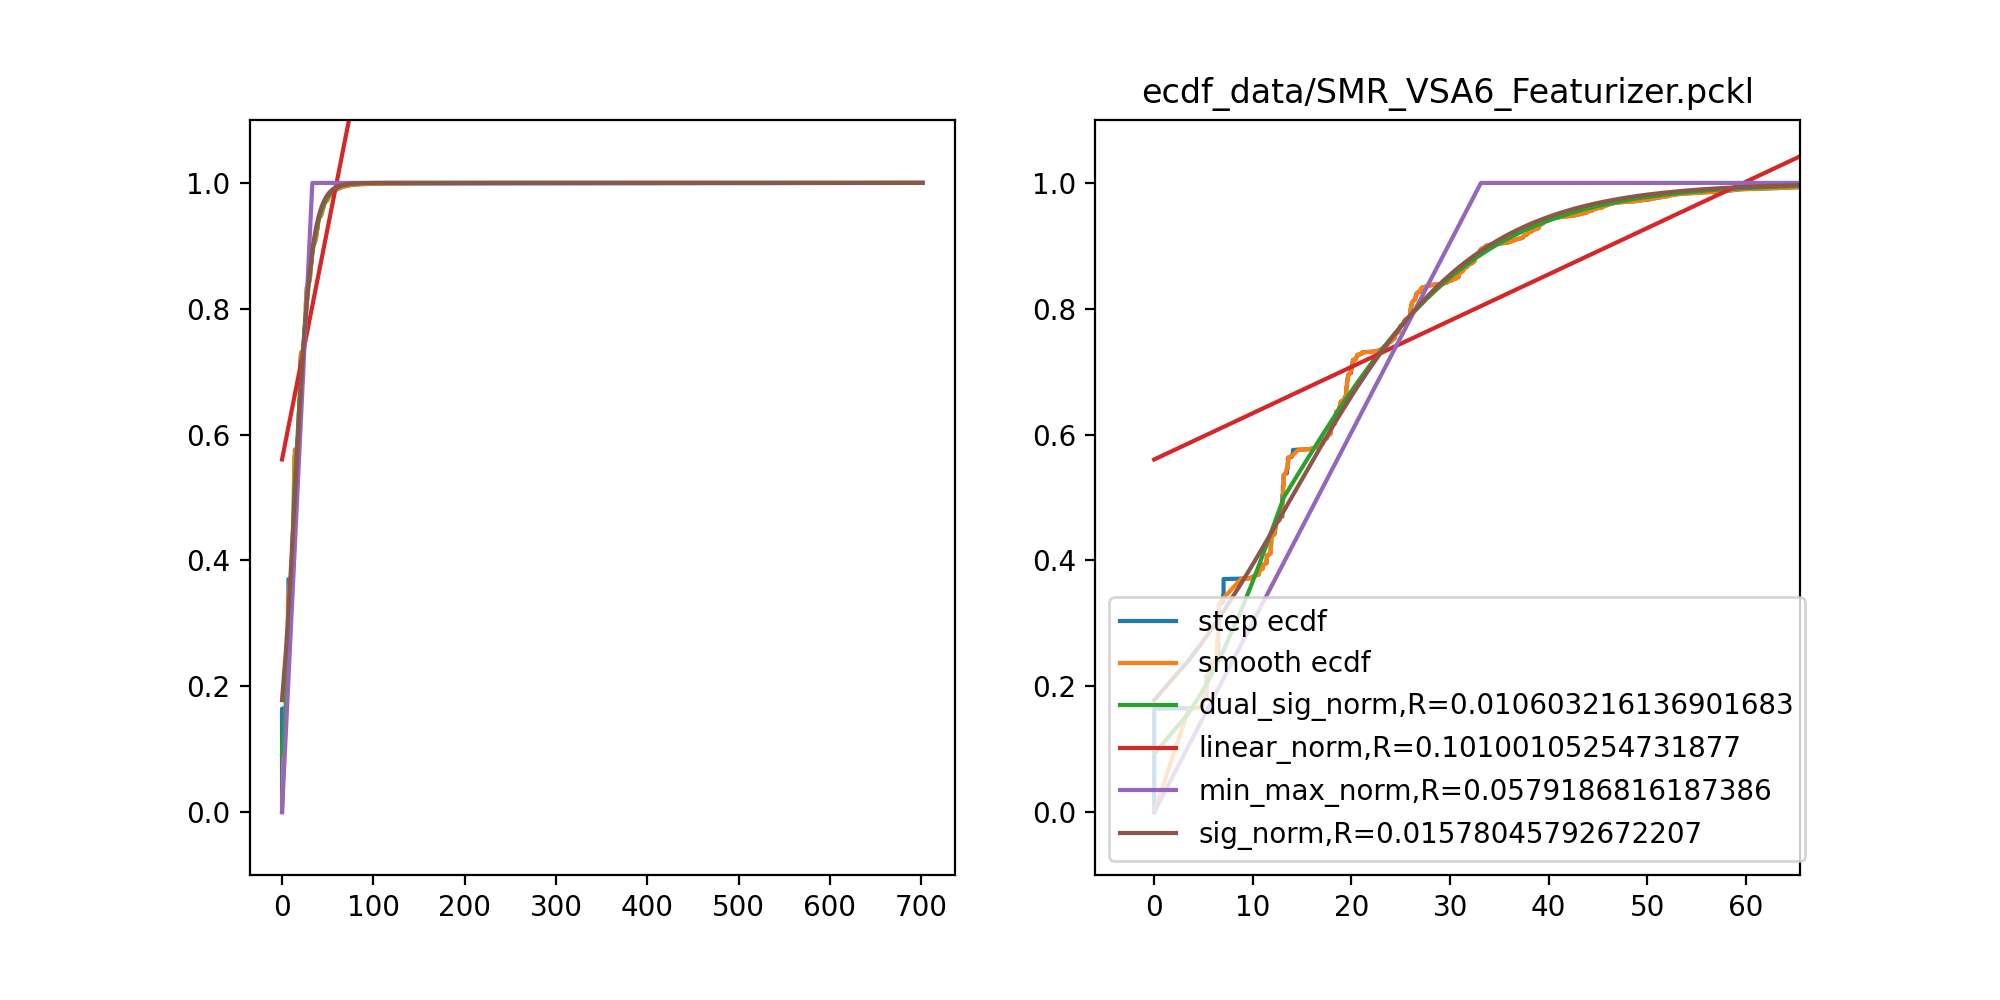 ecdf_data/SMR_VSA6_Featurizer.pckl
1.0
0.8
0.6
0.4
0.2
0.0
0 100 200 300 400 500 600 700
1.0
0.8
0.6
0.4
0.2
0.0
step ecdf
smooth ecdf
dual_sig_norm,R=0.010603216136901683
linear_norm,R=0.10100105254731877
min_max_norm,R=0.0579186816187386
sig_norm,R=0.01578045792672207
0 10 20 30 40 50 60